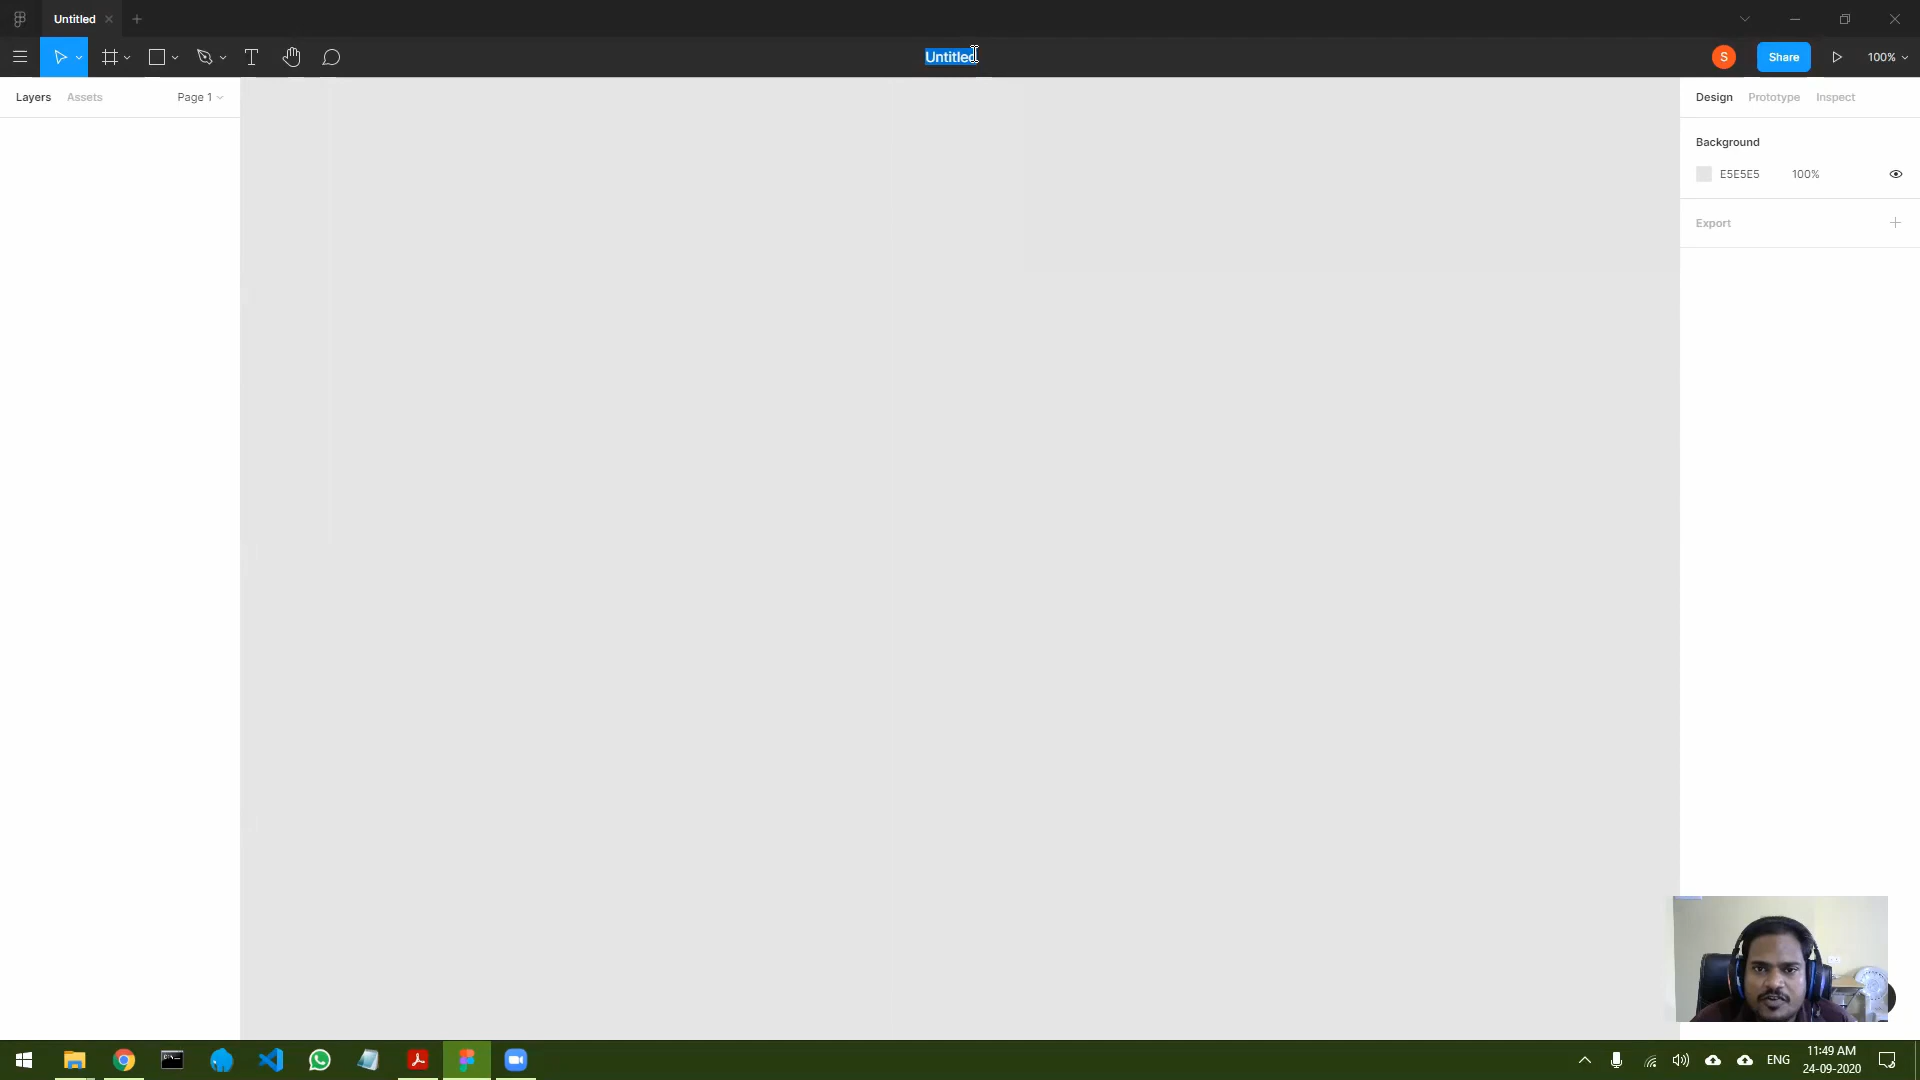 Untitled
Untitled
S
Share
100%
Layers
Assets
Page 1
Design
Prototype
Inspect
Background
E5E5E5
100%
Export
ENG
11:49 AM
24-09-2020